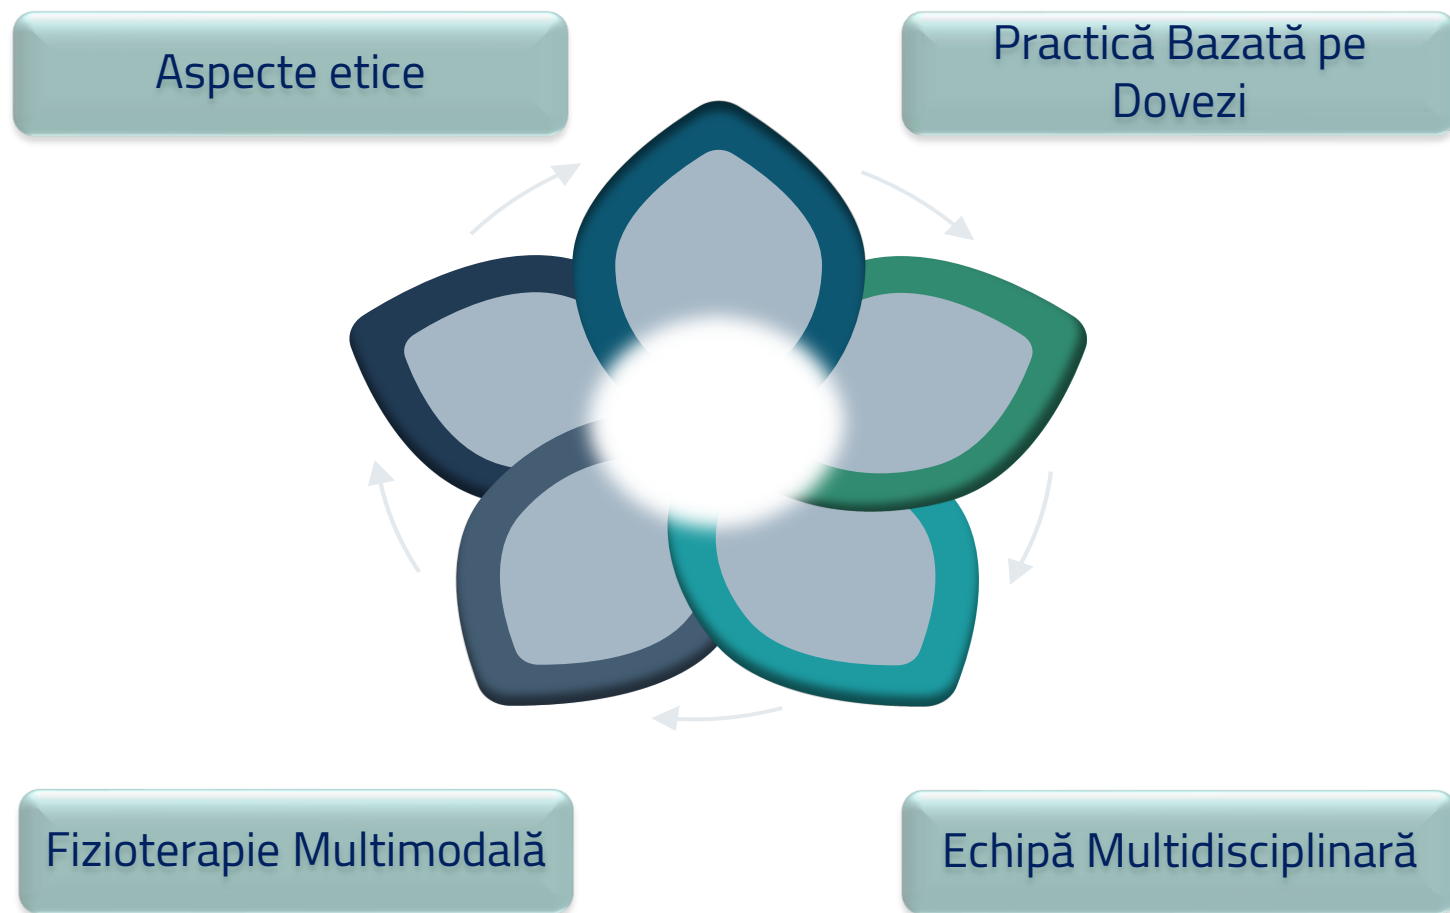 Aspecte etice
Practică Bazată pe
Dovezi
Fizioterapie Multimodală
Echipă Multidisciplinară